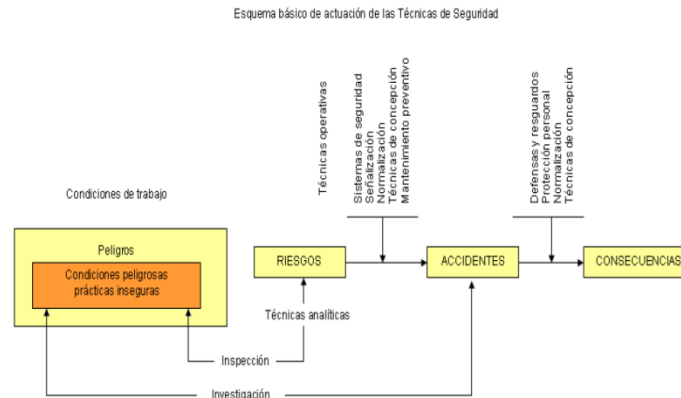 Esquema básico de actuación de las Técnicas de Seguridad
Técnicas operativas
Sistemas de seguridad
Señalización
Normalización
Técnicas de concepción
Mantenimiento preventivo
Defensas y resguardos
Protección personal
Normalización
Técnicas de concepción
Condiciones de trabajo
Peligros
Condiciones peligrosas
prácticas inseguras
RIESGOS
ACCIDENTES
CONSECUENCIAS
Técnicas analíticas
Inspección
Investigación